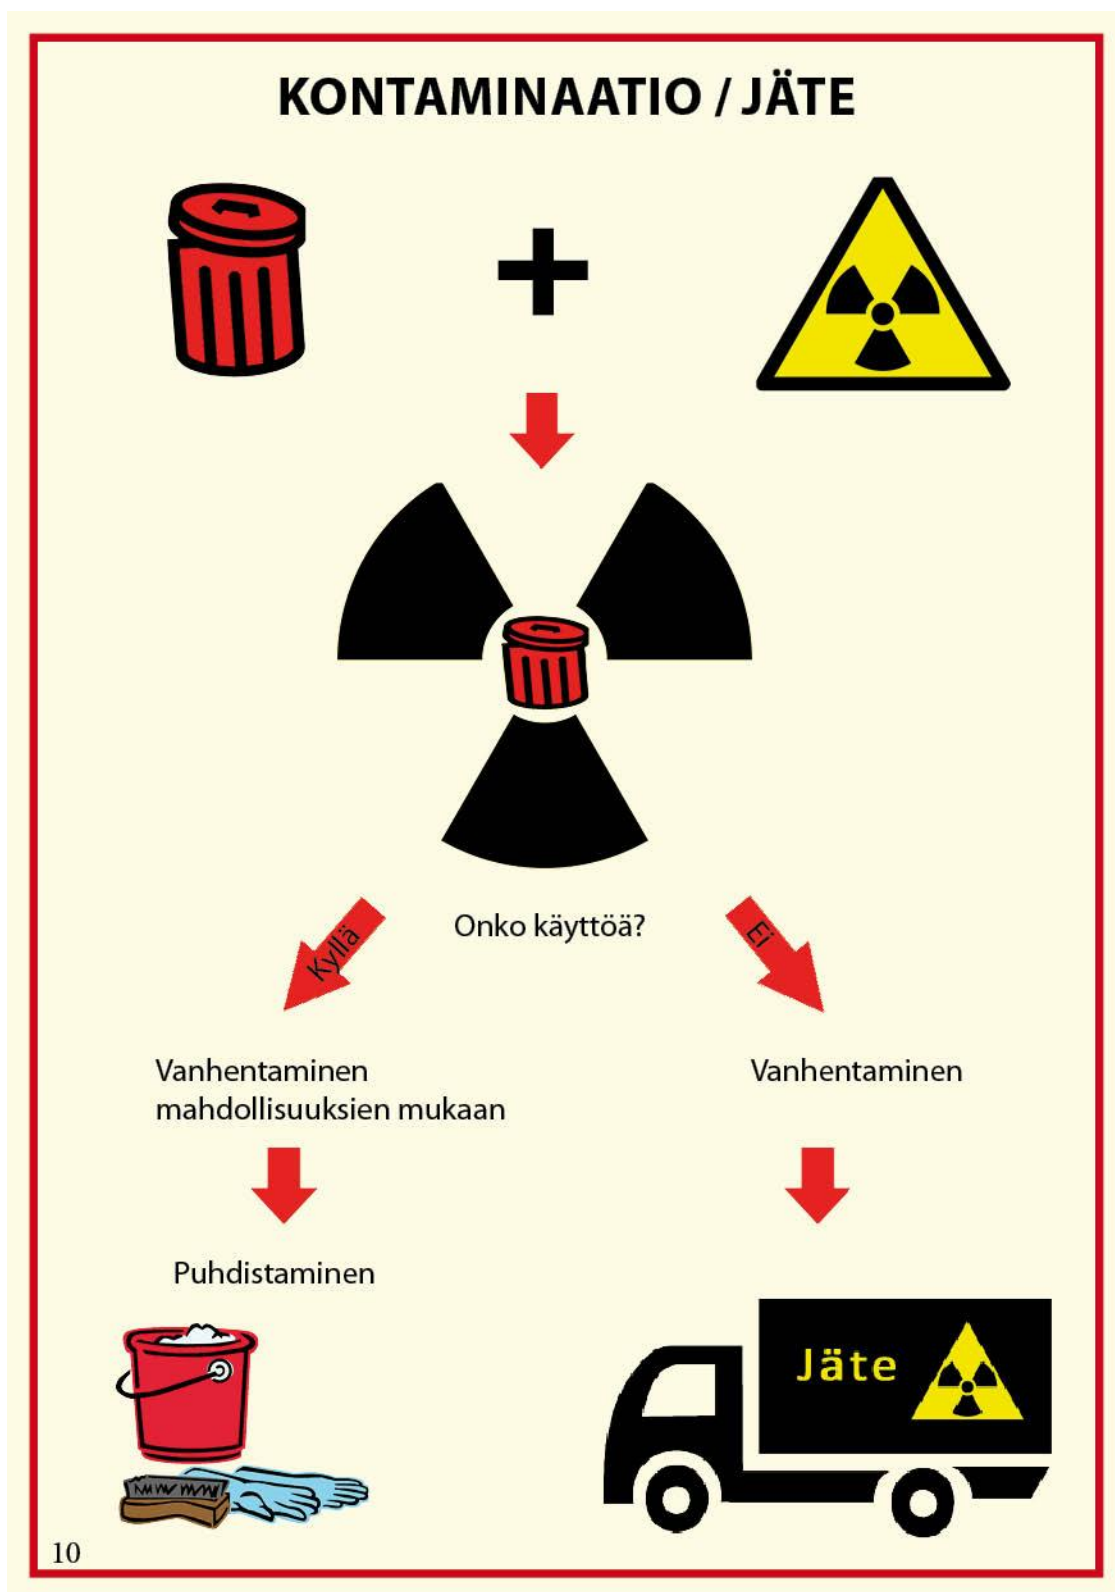 KONTAMINAATIO / JÄTE
Onko käyttöä?
Kyllä
Ei
Vanhentaminen
mahdollisuuksien mukaan
Vanhentaminen
Puhdistaminen
Jäte
10